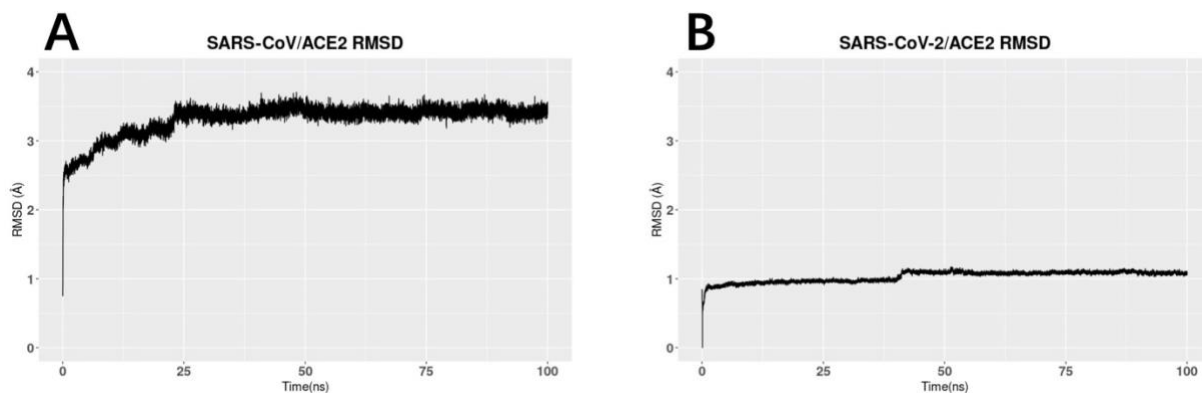 A
SARS-CoV/ACE2 RMSD
4
3
2
1
0
RMSD (Å)
0
25
50
75
100
Time(ns)
B
SARS-CoV-2/ACE2 RMSD
4
3
2
1
0
RMSD (Å)
0
25
50
75
100
Time(ns)